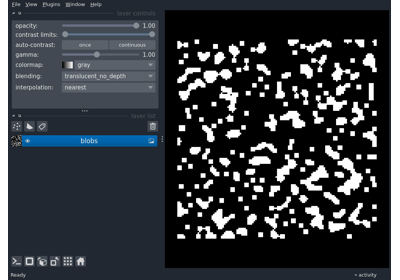 File View Plugins Window Help
layer controls
opacity: 1.00
contrast limits:
auto-contrast: once continuous
gamma: 1.00
colormap: gray
blending: translucent_no_depth
interpolation: nearest
layer list
blobs
Ready activity